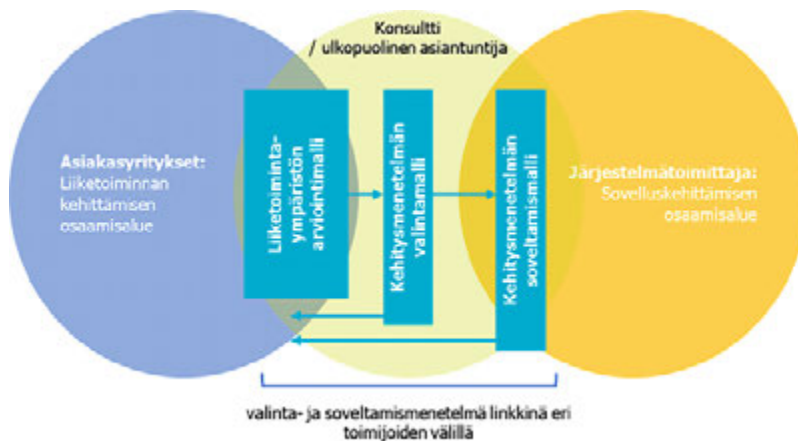 Konsultti
/ ulkopuolinen asiantuntija
Asiakasyritykset:
Liiketoiminnan
kehittämisen
osaamisalue
Liiketoiminta-
ympäristön
arviointimalli
Kehitysmenetelmän
valintamalli
Kehitysmenetelmän
soveltamismalli
Järjestelmätoimittaja:
Sovelluskehittämisen
osaamisalue
valinta- ja soveltamismenetelmä linkkinä eri
toimijoiden välillä